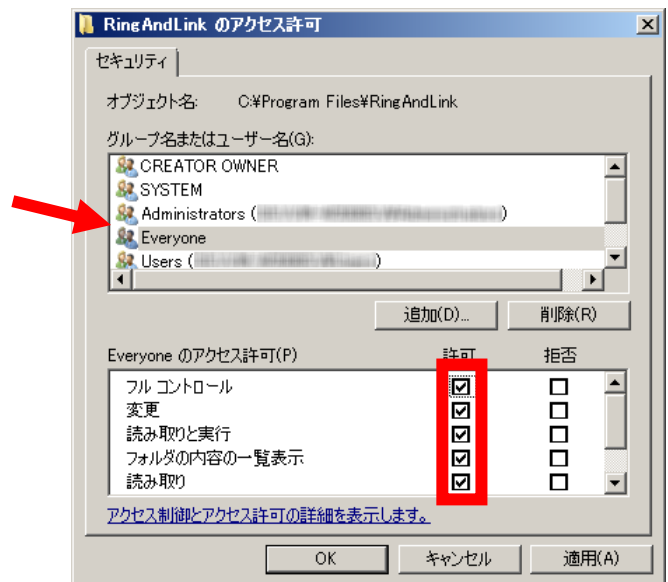 RingAndLink のアクセス許可
セキュリティ
オブジェクト名: C:¥Program Files¥RingAndLink
グループ名またはユーザー名(G):
CREATOR OWNER
SYSTEM
Administrators ( )
Everyone
Users ( )
追加(D)... 削除(R)
Everyone のアクセス許可(P) 許可 拒否
フル コントロール
変更
読み取りと実行
フォルダの内容の一覧表示
読み取り
アクセス制御とアクセス許可の詳細を表示します。
OK キャンセル 適用(A)